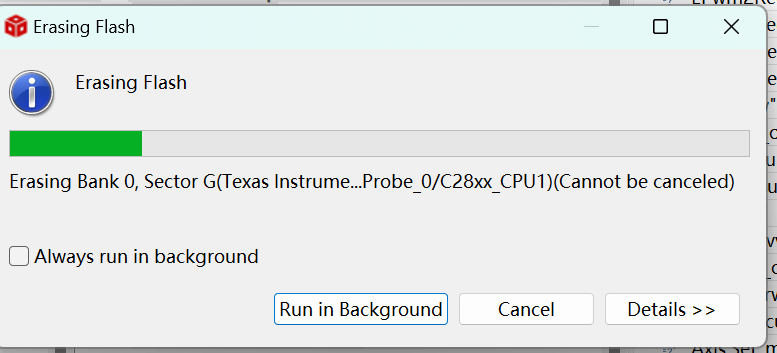 Erasing Flash
Erasing Flash
Erasing Bank 0, Sector G(Texas Instrume...Probe_0/C28xx_CPU1)(Cannot be canceled)
Always run in background
Run in Background
Cancel
Details >>